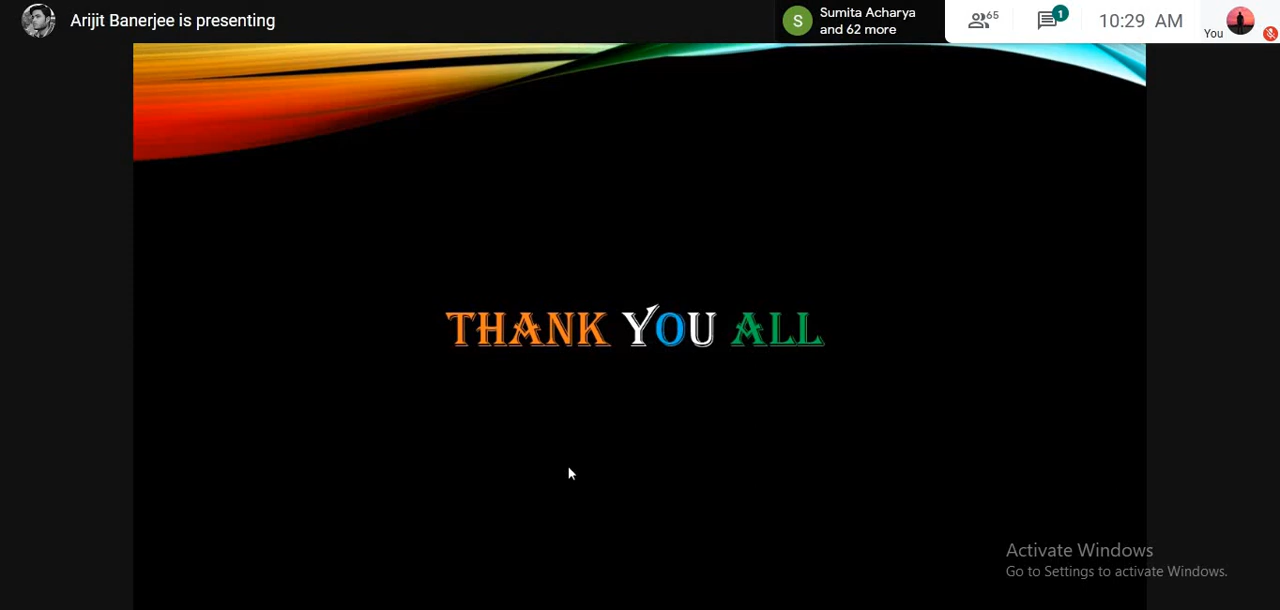 Arijit Banerjee is presenting
S
Sumita Acharya
and 62 more
65
1
10:29 AM
You
THANK YOU ALL
Activate Windows
Go to Settings to activate Windows.